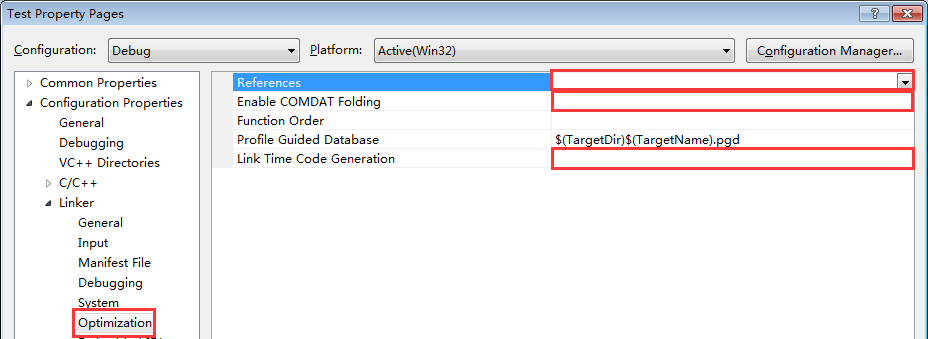 Test Property Pages
Configuration: Debug Platform: Active(Win32) Configuration Manager...
Common Properties
Configuration Properties
General
Debugging
VC++ Directories
C/C++
Linker
General
Input
Manifest File
Debugging
System
Optimization
References
Enable COMDAT Folding
Function Order
Profile Guided Database $(TargetDir)$(TargetName).pgd
Link Time Code Generation